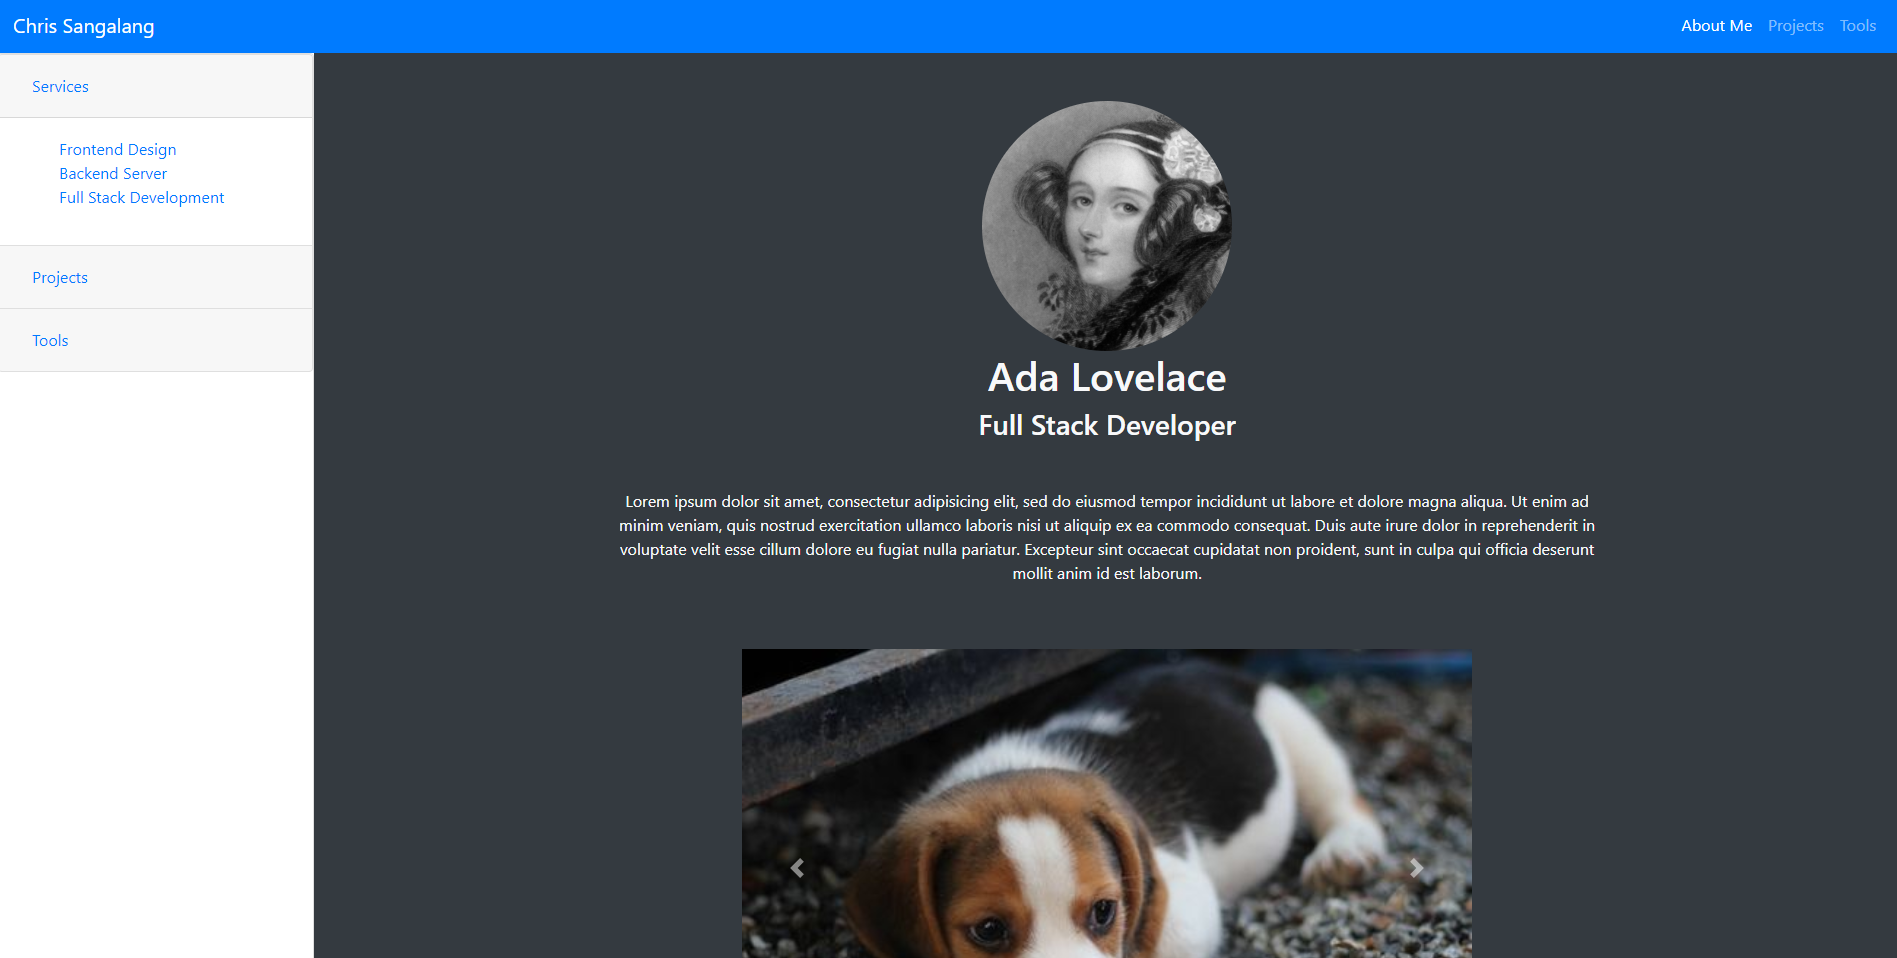 Chris Sangalang
About Me Projects Tools
Services
Frontend Design
Backend Server
Full Stack Development
Projects
Tools
Ada Lovelace
Full Stack Developer
Lorem ipsum dolor sit amet, consectetur adipisicing elit, sed do eiusmod tempor incididunt ut labore et dolore magna aliqua. Ut enim ad
minim veniam, quis nostrud exercitation ullamco laboris nisi ut aliquip ex ea commodo consequat. Duis aute irure dolor in reprehenderit in
voluptate velit esse cillum dolore eu fugiat nulla pariatur. Excepteur sint occaecat cupidatat non proident, sunt in culpa qui officia deserunt
mollit anim id est laborum.